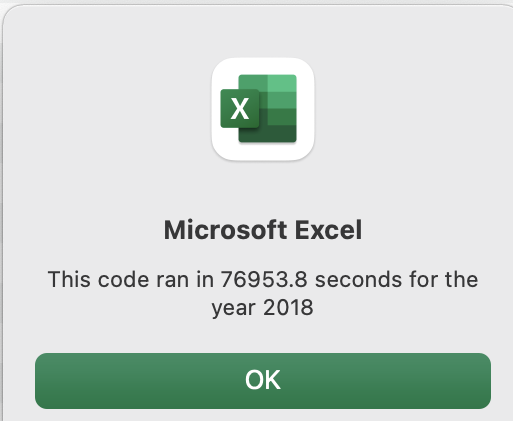 X
Microsoft Excel
This code ran in 76953.8 seconds for the
year 2018
OK